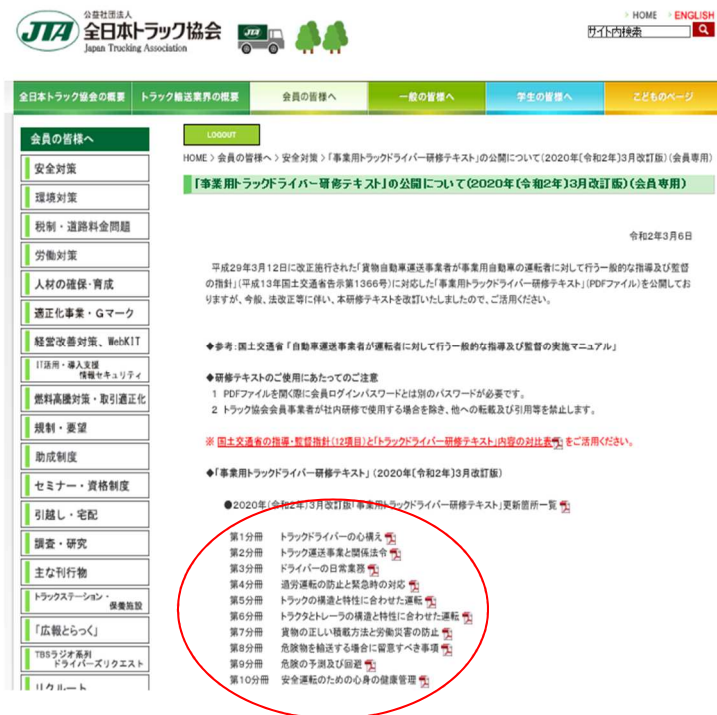 公益社団法人
全日本トラック協会
Japan Trucking Association
HOME
ENGLISH
サイト内検索
全日本トラック協会の概要
トラック輸送業界の概要
会員の皆様へ
一般の皆様へ
学生の皆様へ
こどものページ
会員の皆様へ
安全対策
環境対策
税制・道路料金問題
労働対策
人材の確保・育成
適正化事業・Gマーク
経営改善対策、WebKIT
IT活用・導入支援
情報セキュリティ
燃料高騰対策・取引適正化
規制・要望
助成制度
セミナー・資格制度
引越し・宅配
調査・研究
主な刊行物
トラックステーション・
保養施設
「広報とらっく」
TBSラジオ系列
ドライバーズリクエスト
リクルート
LOGOUT
HOME > 会員の皆様へ > 安全対策 > 「事業用トラックドライバー研修テキスト」の公開について(2020年〔令和2年〕3月改訂版)(会員専用)
「事業用トラックドライバー研修テキスト」の公開について(2020年〔令和2年〕3月改訂版)(会員専用)
令和2年3月6日
平成29年3月12日に改正施行された「貨物自動車運送事業者が事業用自動車の運転者に対して行う一般的な指導及び監督
の指針」(平成13年国土交通省告示第1366号)に対応した「事業用トラックドライバー研修テキスト」(PDFファイル)を公開してお
りますが、今般、法改正等に伴い、本研修テキストを改訂いたしましたので、ご活用ください。
◆参考:国土交通省「自動車運送事業者が運転者に対して行う一般的な指導及び監督の実施マニュアル」
◆研修テキストのご使用にあたってのご注意
1 PDFファイルを開く際に会員ログインパスワードとは別のパスワードが必要です。
2 トラック協会会員事業者が社内研修で使用する場合を除き、他への転載及び引用等を禁止します。
※ 国土交通省の指導・監督指針(12項目)と「トラックドライバー研修テキスト」内容の対比表 をご活用ください。
◆「事業用トラックドライバー研修テキスト」(2020年〔令和2年〕3月改訂版)
●2020年(令和2年)3月改訂版「事業用トラックドライバー研修テキスト」更新箇所一覧
第1分冊 トラックドライバーの心構え
第2分冊 トラック運送事業と関係法令
第3分冊 ドライバーの日常業務
第4分冊 過労運転の防止と緊急時の対応
第5分冊 トラックの構造と特性に合わせた運転
第6分冊 トラクタとトレーラの構造と特性に合わせた運転
第7分冊 貨物の正しい積載方法と労働災害の防止
第8分冊 危険物を輸送する場合に留意すべき事項
第9分冊 危険の予測及び回避
第10分冊 安全運転のための心身の健康管理